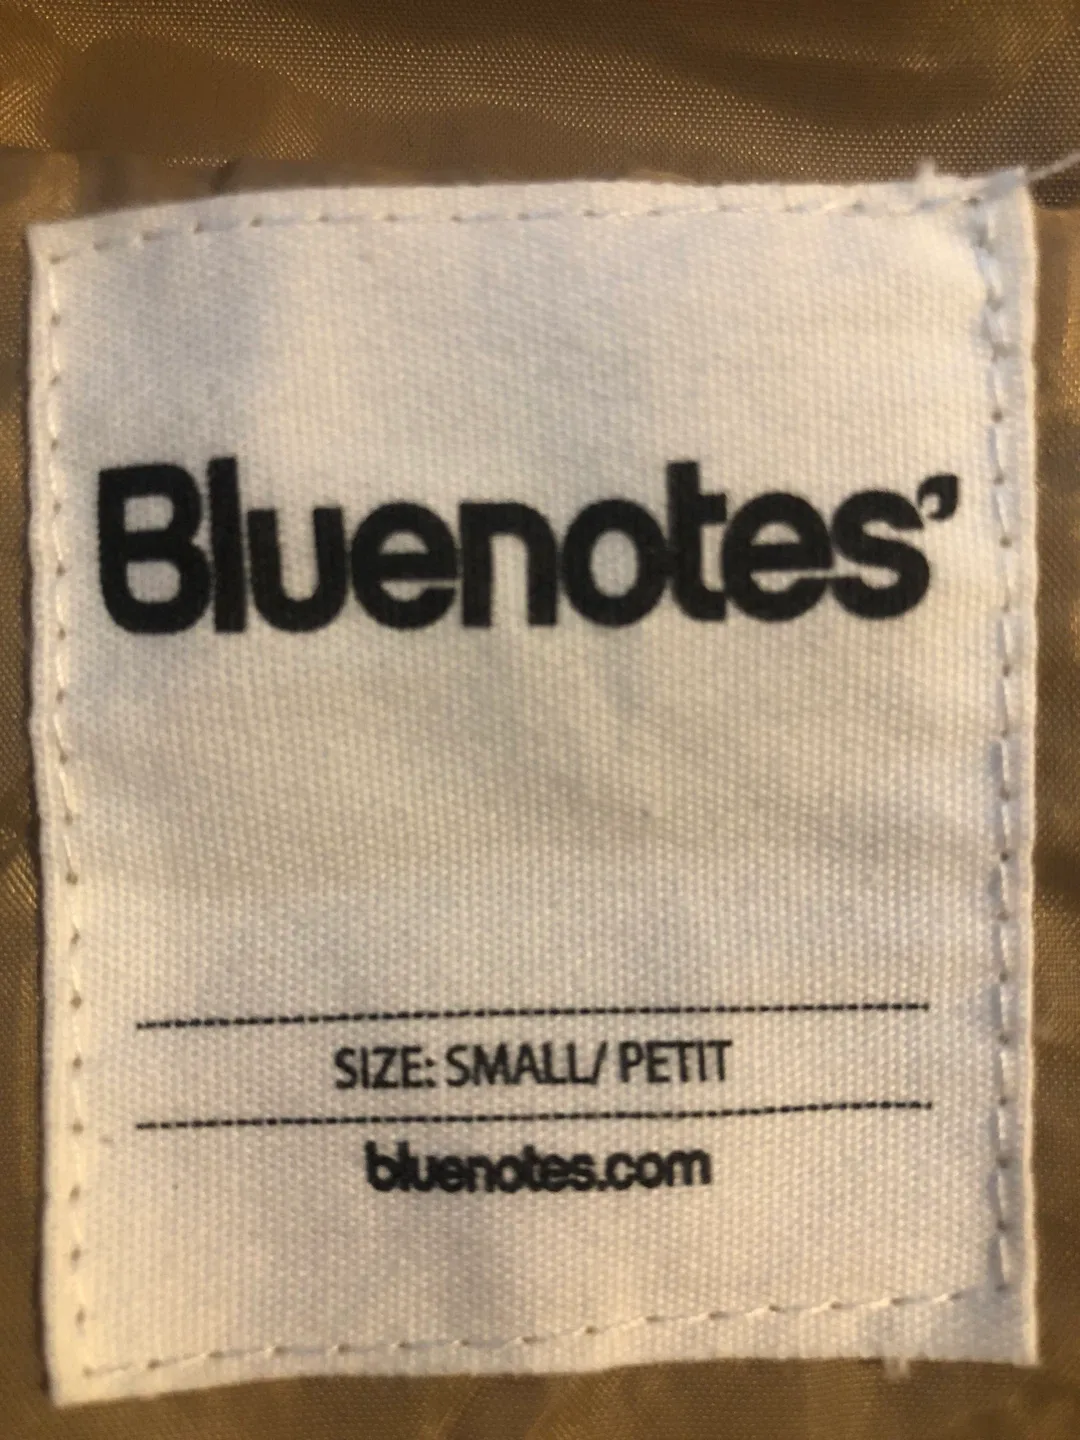 Bluenotes'
SIZE: SMALL/ PETIT
bluenotes.com